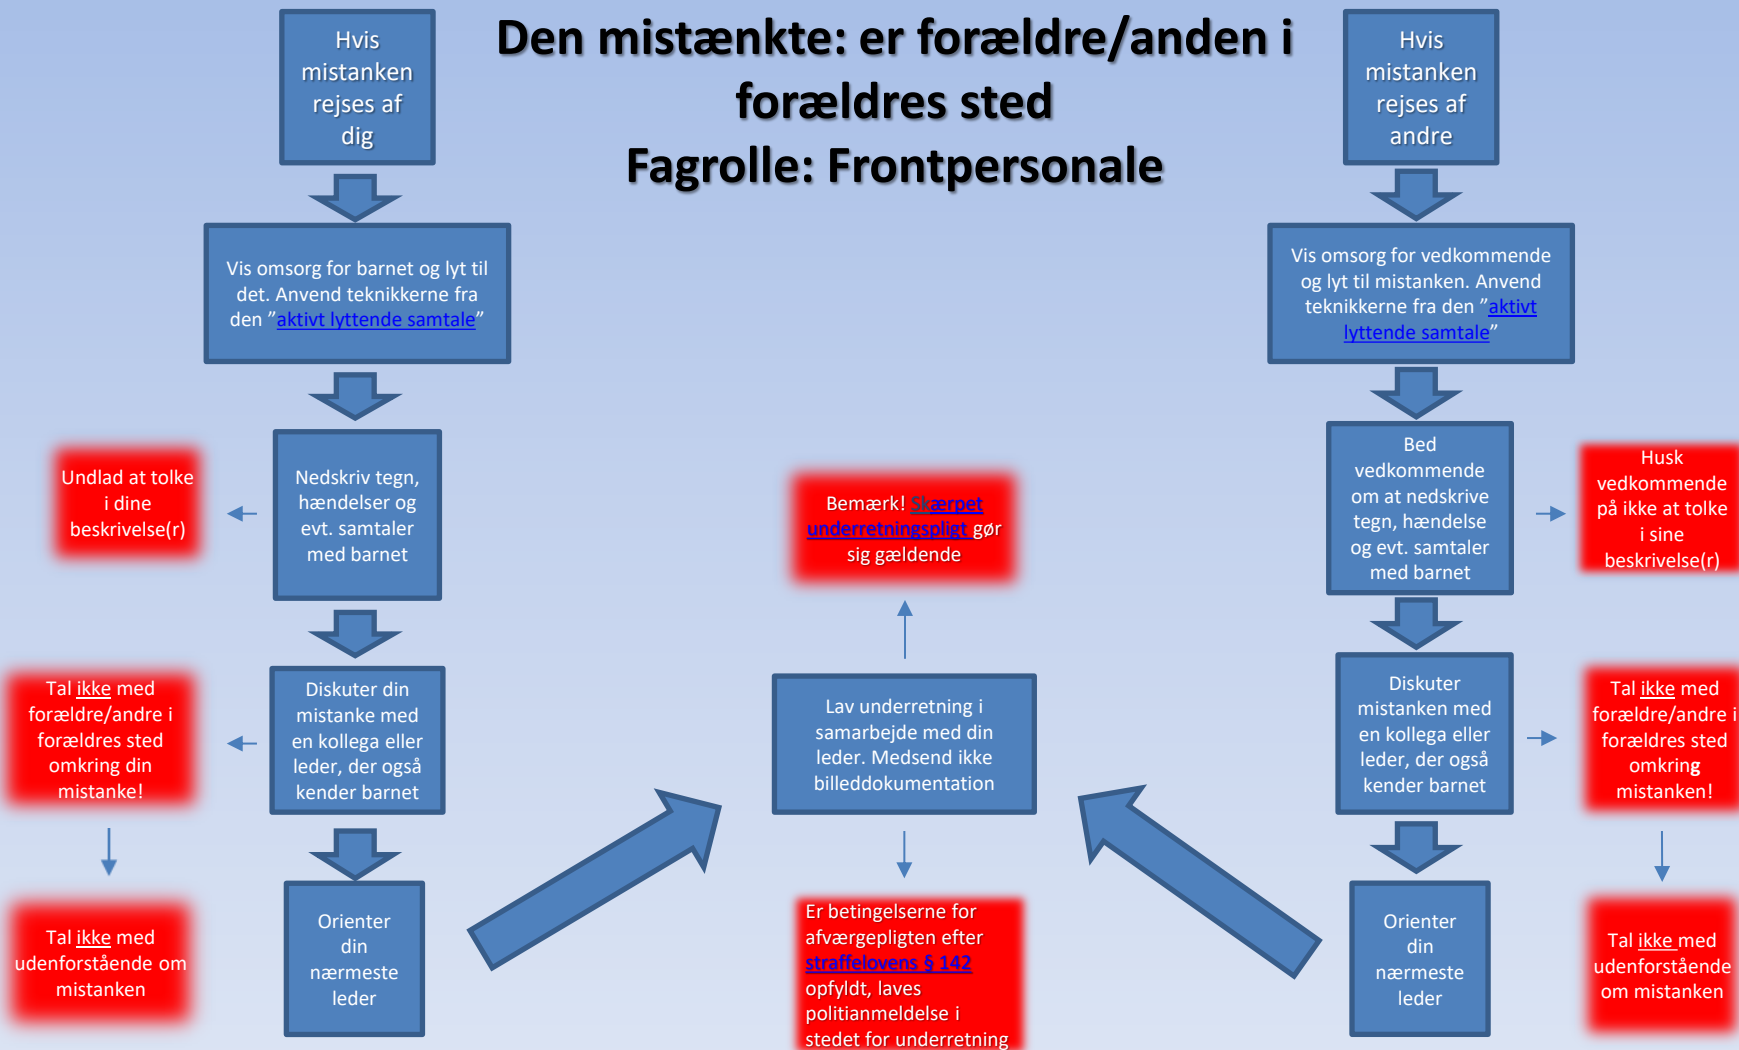 Den mistænkte: er forældre/anden i
forældres sted
Fagrolle: Frontpersonale
Hvis
mistanken
rejses af
dig
Vis omsorg for barnet og lyt til
det. Anvend teknikkerne fra
den ”aktivt lyttende samtale”
Nedskriv tegn,
hændelser og
evt. samtaler
med barnet
Undlad at tolke
i dine
beskrivelse(r)
Diskuter din
mistanke med
en kollega eller
leder, der også
kender barnet
Tal ikke med
forældre/andre i
forældres sted
omkring din
mistanke!
Tal ikke med
udenforstående om
mistanken
Orienter
din
nærmeste
leder
Bemærk! Skærpet
underretningspligt gør
sig gældende
Lav underretning i
samarbejde med din
leder. Medsend ikke
billeddokumentation
Er betingelserne for
afværgepligten efter
straffelovens § 142
opfyldt, laves
politianmeldelse i
stedet for underretning
Hvis
mistanken
rejses af
andre
Vis omsorg for vedkommende
og lyt til mistanken. Anvend
teknikkerne fra den ”aktivt
lyttende samtale”
Bed
vedkommende
om at nedskrive
tegn, hændelse
og evt. samtaler
med barnet
Husk
vedkommende
på ikke at tolke
i sine
beskrivelse(r)
Diskuter
mistanken med
en kollega eller
leder, der også
kender barnet
Tal ikke med
forældre/andre i
forældres sted
omkring
mistanken!
Orienter
din
nærmeste
leder
Tal ikke med
udenforstående
om mistanken